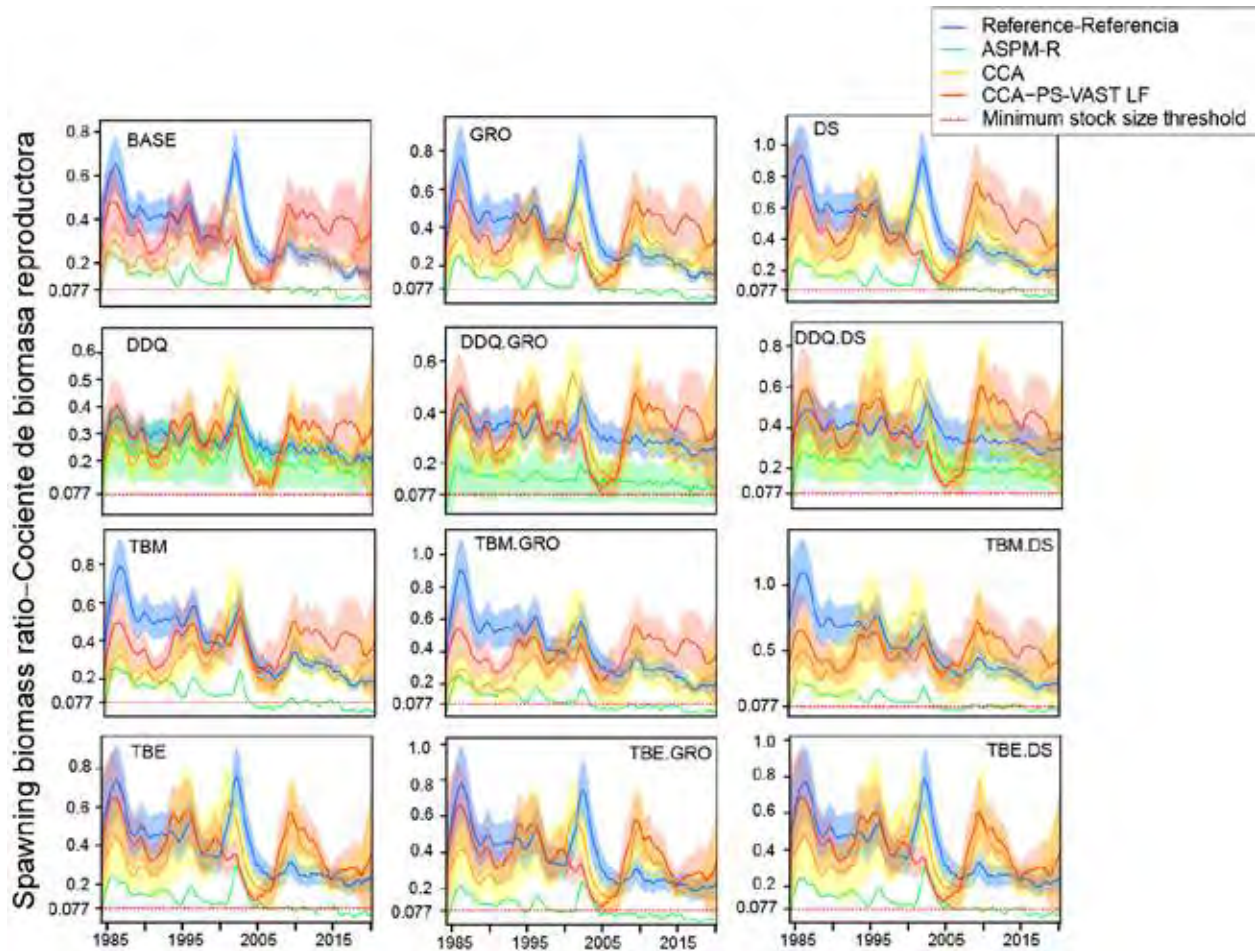 Reference-Referencia
ASPM-R
CCA
CCA-PS-VAST LF
Minimum stock size threshold
Spawning biomass ratio-Cociente de biomasa reproductora
BASE
0.8
0.6
0.4
0.2
0.077
GRO
0.8
0.6
0.4
0.2
0.077
DS
1.0
0.8
0.6
0.4
0.2
0.077
DDQ
0.6
0.5
0.4
0.3
0.2
0.077
DDQ.GRO
0.6
0.4
0.2
0.077
DDQ.DS
0.8
0.6
0.4
0.2
0.077
TBM
0.8
0.6
0.4
0.2
0.077
TBM.GRO
1.0
0.8
0.6
0.4
0.2
0.077
TBM.DS
1.0
0.5
0.077
TBE
0.8
0.6
0.4
0.2
0.077
TBE.GRO
1.0
0.8
0.6
0.4
0.2
0.077
TBE.DS
1.0
0.8
0.6
0.4
0.2
0.077
1985 1995 2005 2015
1985 1995 2005 2015
1985 1995 2005 2015